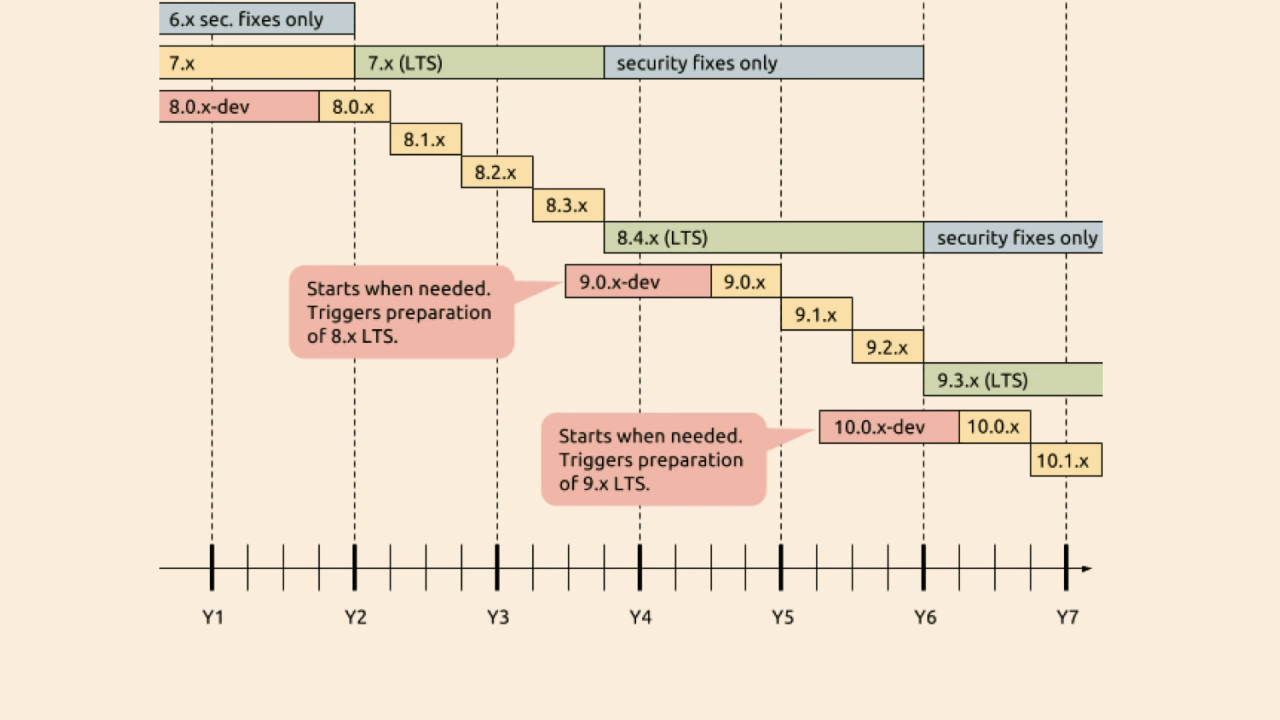 6.x sec. fixes only
7.x
7.x (LTS)
security fixes only
8.0.x-dev
8.0.x
8.1.x
8.2.x
8.3.x
8.4.x (LTS)
security fixes only
Starts when needed.
Triggers preparation
of 8.x LTS.
9.0.x-dev
9.0.x
9.1.x
9.2.x
9.3.x (LTS)
Starts when needed.
Triggers preparation
of 9.x LTS.
10.0.x-dev
10.0.x
10.1.x
Y1
Y2
Y3
Y4
Y5
Y6
Y7